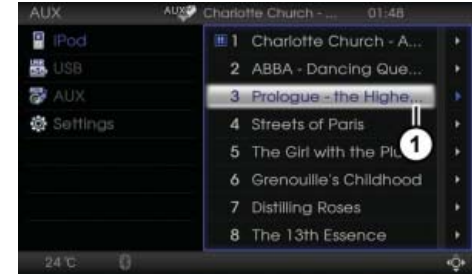 AUX AUX Charlotte Church - ... 01:48
iPod
USB
AUX
Settings
1 Charlotte Church - A...
2 ABBA - Dancing Que...
3 Prologue - the Highe...
4 Streets of Paris
5 The Girl with the Plu
1
6 Grenouille's Childhood
7 Distilling Roses
8 The 13th Essence
24°C